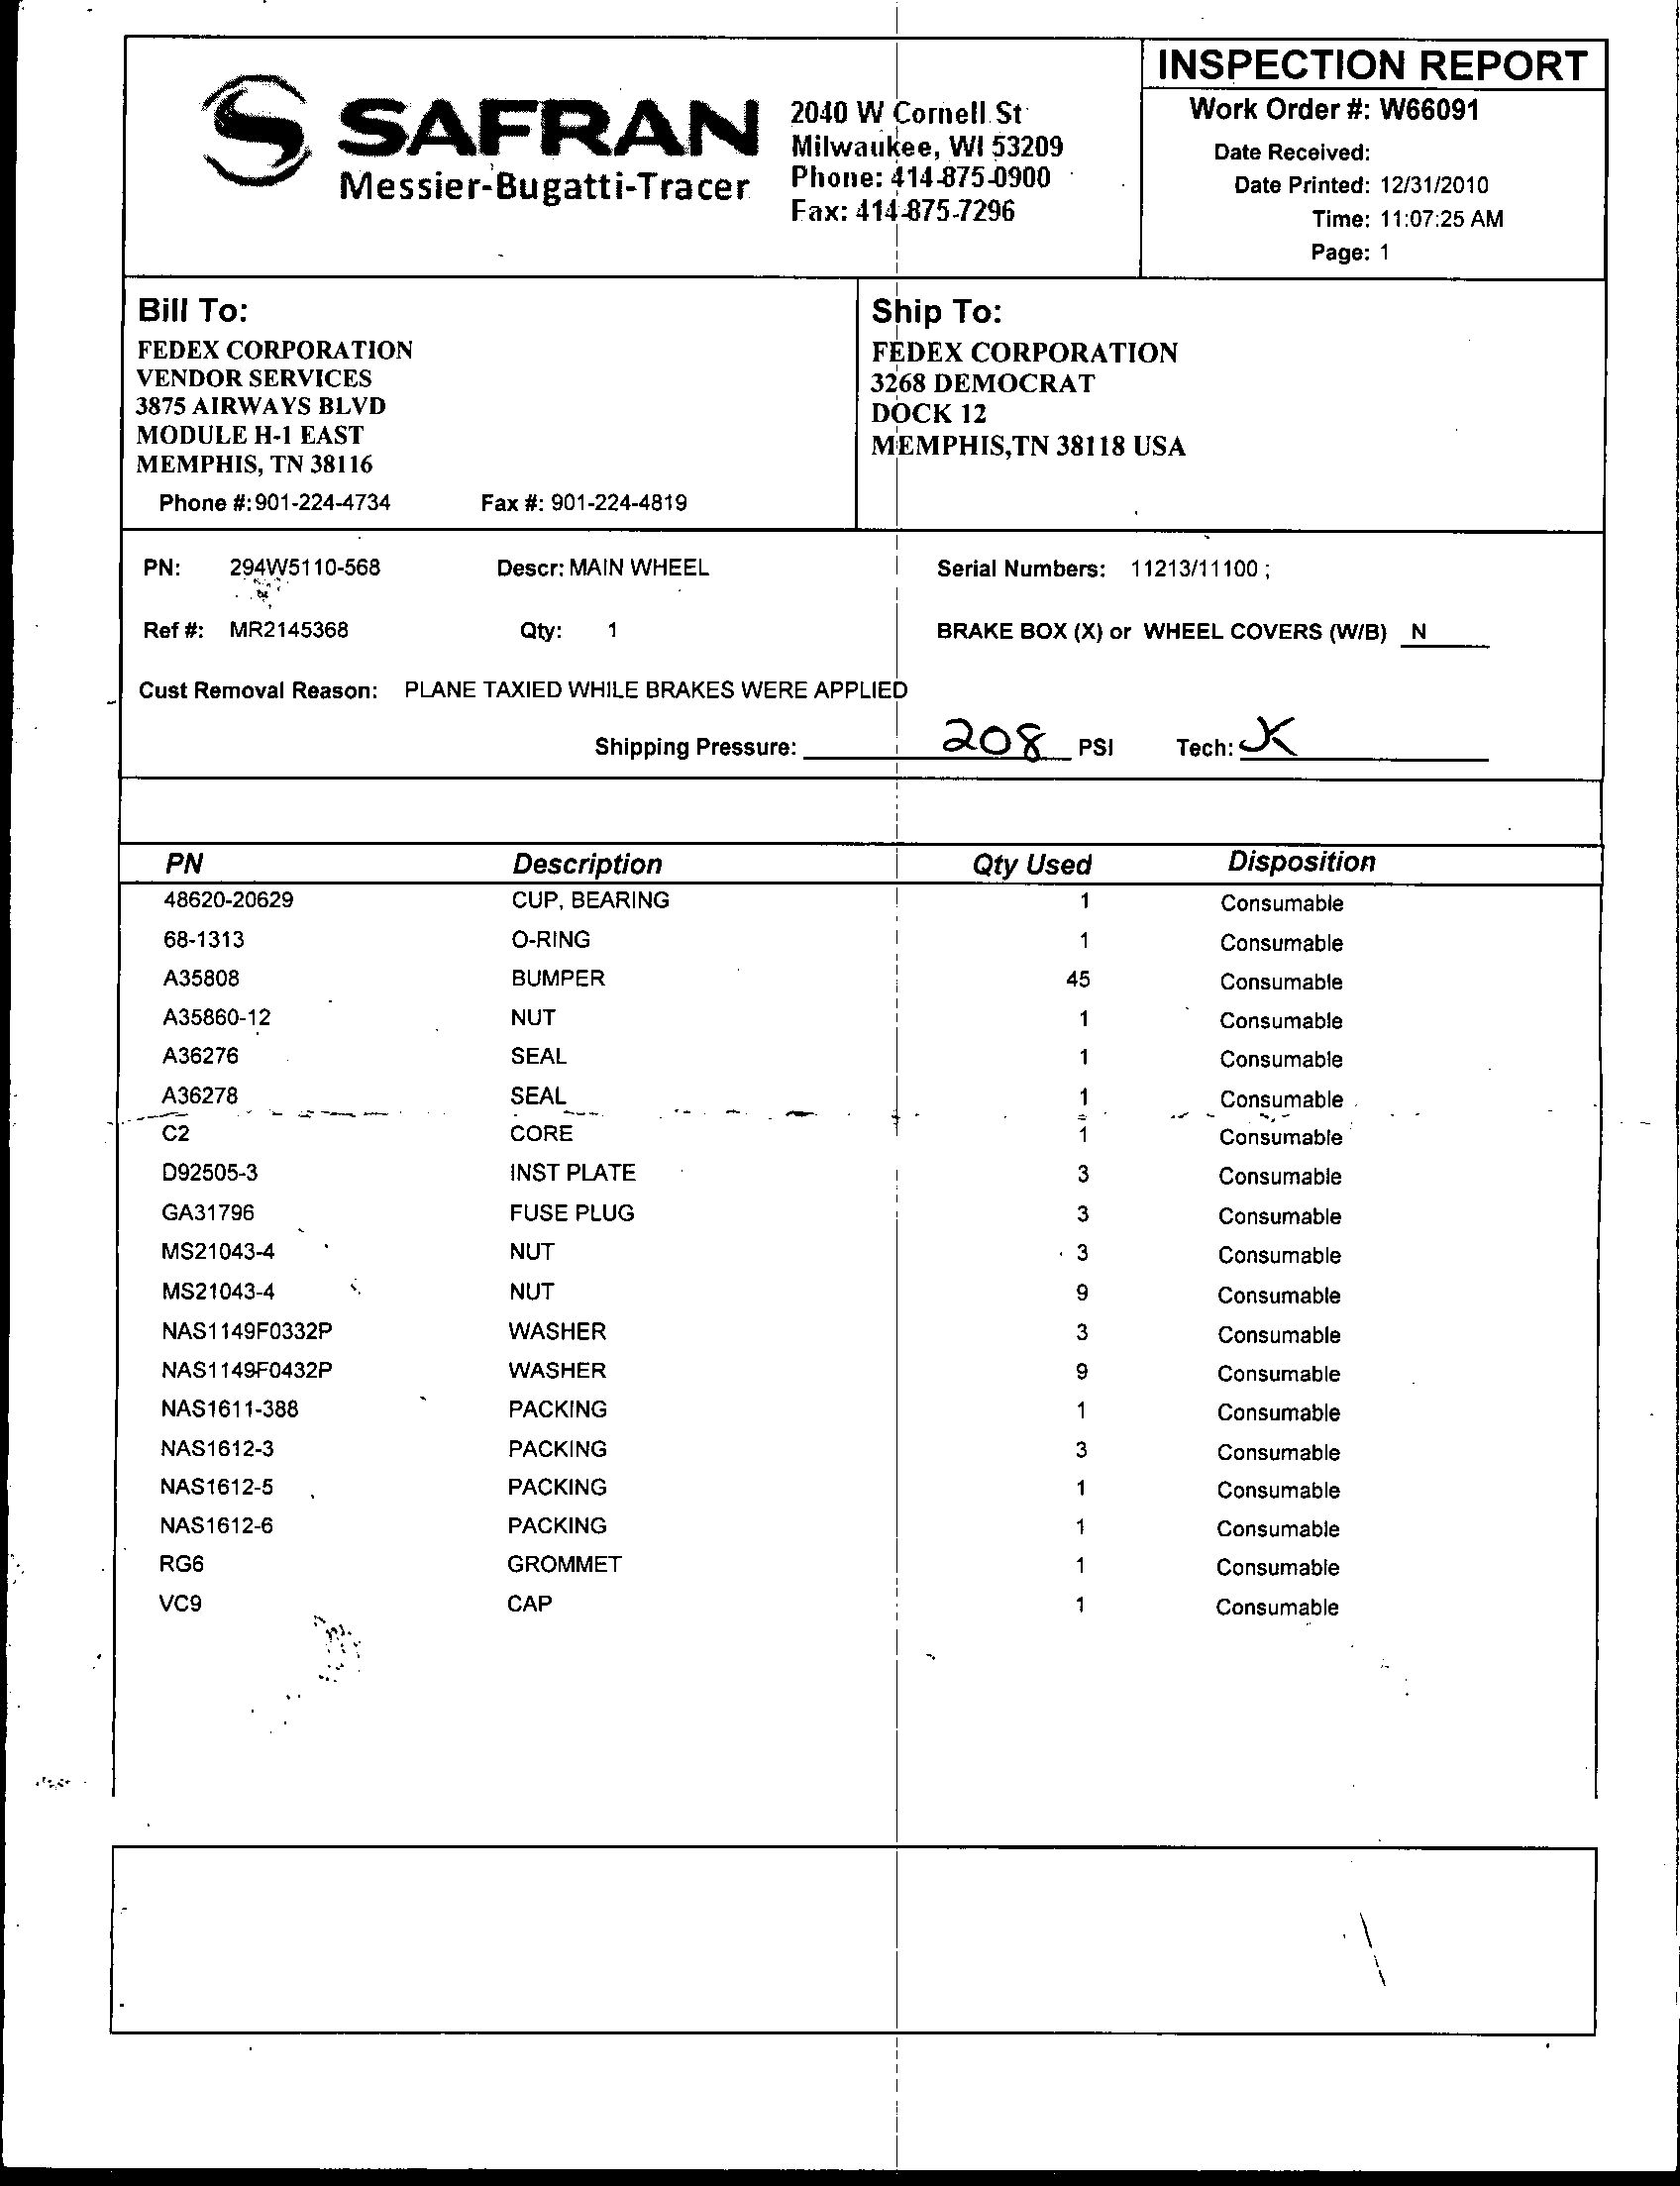 INSPECTION REPORT
SAFRAN
Messier-Bugatti-Tracer
2040 W Cornell St
Milwaukee, WI 53209
Phone: 414-875-0900
Fax: 414-875-7296
Work Order #: W66091
Date Received:
Date Printed: 12/31/2010
Time: 11:07:25 AM
Page: 1
Bill To:
FEDEX CORPORATION
VENDOR SERVICES
3875 AIRWAYS BLVD
MODULE H-1 EAST
MEMPHIS, TN 38116
Phone #: 901-224-4734 Fax #: 901-224-4819
Ship To:
FEDEX CORPORATION
3268 DEMOCRAT
DOCK 12
MEMPHIS,TN 38118 USA
PN: 294W5110-568 Descr: MAIN WHEEL Serial Numbers: 11213/11100 ;
Ref #: MR2145368 Qty: 1 BRAKE BOX (X) or WHEEL COVERS (W/B) N
Cust Removal Reason: PLANE TAXIED WHILE BRAKES WERE APPLIED
Shipping Pressure: 208 PSI Tech: JK
PN Description Qty Used Disposition
48620-20629 CUP, BEARING 1 Consumable
68-1313 O-RING 1 Consumable
A35808 BUMPER 45 Consumable
A35860-12 NUT 1 Consumable
A36276 SEAL 1 Consumable
A36278 SEAL 1 Consumable
C2 CORE 1 Consumable
D92505-3 INST PLATE 3 Consumable
GA31796 FUSE PLUG 3 Consumable
MS21043-4 NUT 3 Consumable
MS21043-4 NUT 9 Consumable
NAS1149F0332P WASHER 3 Consumable
NAS1149F0432P WASHER 9 Consumable
NAS1611-388 PACKING 1 Consumable
NAS1612-3 PACKING 3 Consumable
NAS1612-5 PACKING 1 Consumable
NAS1612-6 PACKING 1 Consumable
RG6 GROMMET 1 Consumable
VC9 CAP 1 Consumable